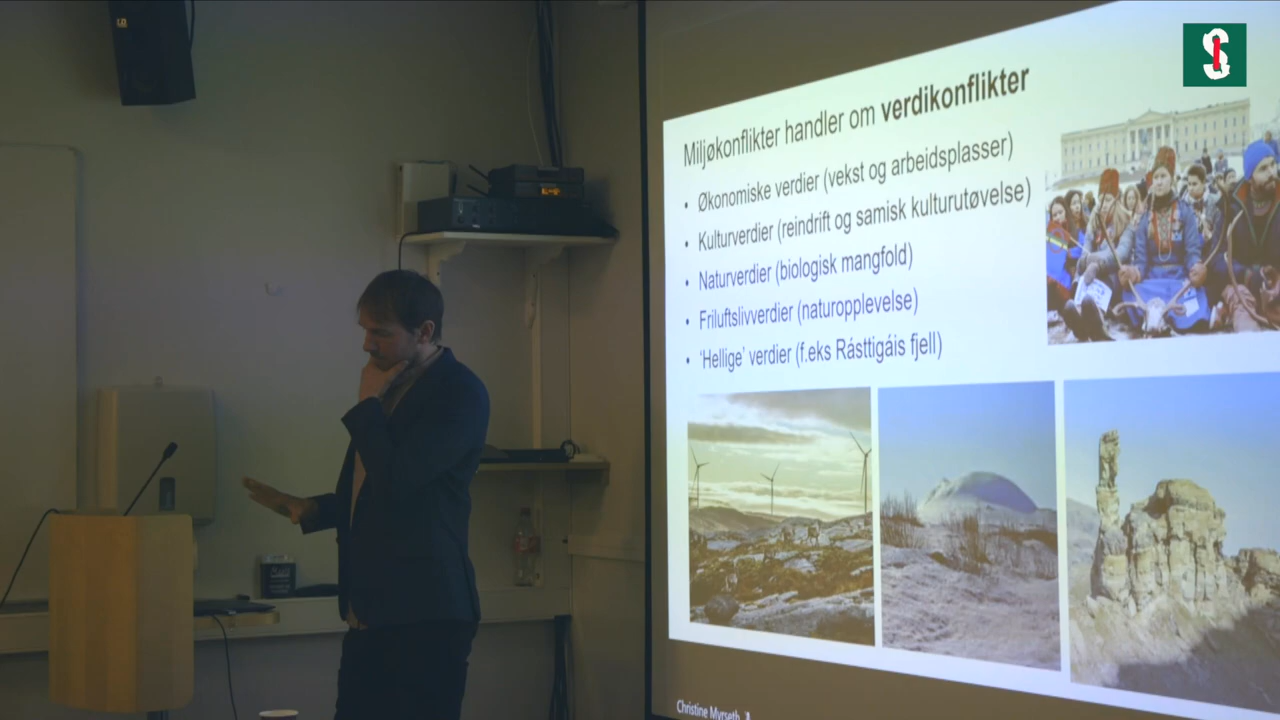 Miljøkonflikter handler om verdikonflikter
• Økonomiske verdier (vekst og arbeidsplasser)
• Kulturverdier (reindrift og samisk kulturutøvelse)
• Naturverdier (biologisk mangfold)
• Friluftslivverdier (naturopplevelse)
• 'Hellige' verdier (f.eks Rásttigáis fjell)
Christine Myrseth